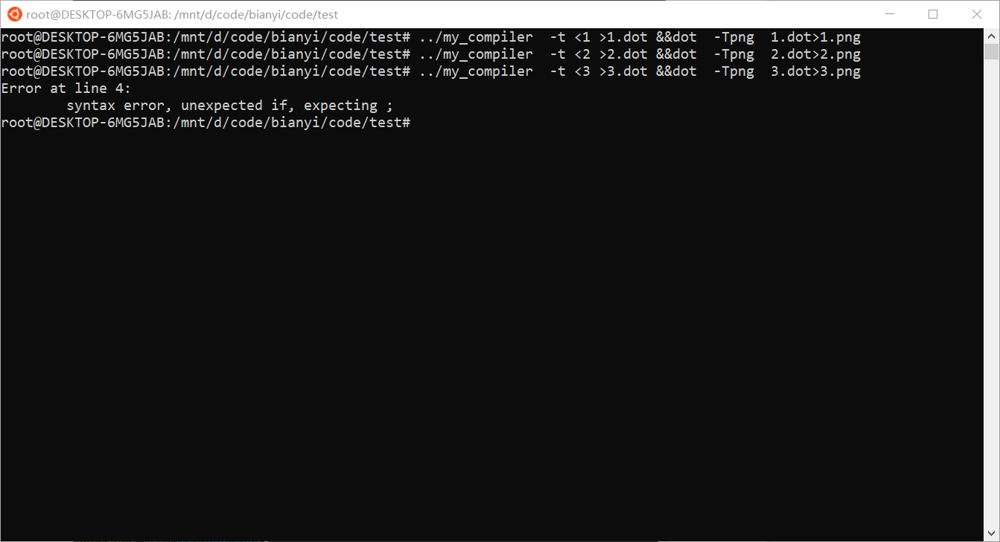 root@DESKTOP-6MG5JAB: /mnt/d/code/bianyi/code/test
root@DESKTOP-6MG5JAB:/mnt/d/code/bianyi/code/test# ../my_compiler  -t <1 >1.dot &&dot  -Tpng  1.dot>1.png
root@DESKTOP-6MG5JAB:/mnt/d/code/bianyi/code/test# ../my_compiler  -t <2 >2.dot &&dot  -Tpng  2.dot>2.png
root@DESKTOP-6MG5JAB:/mnt/d/code/bianyi/code/test# ../my_compiler  -t <3 >3.dot &&dot  -Tpng  3.dot>3.png
Error at line 4:
        syntax error, unexpected if, expecting ;
root@DESKTOP-6MG5JAB:/mnt/d/code/bianyi/code/test#